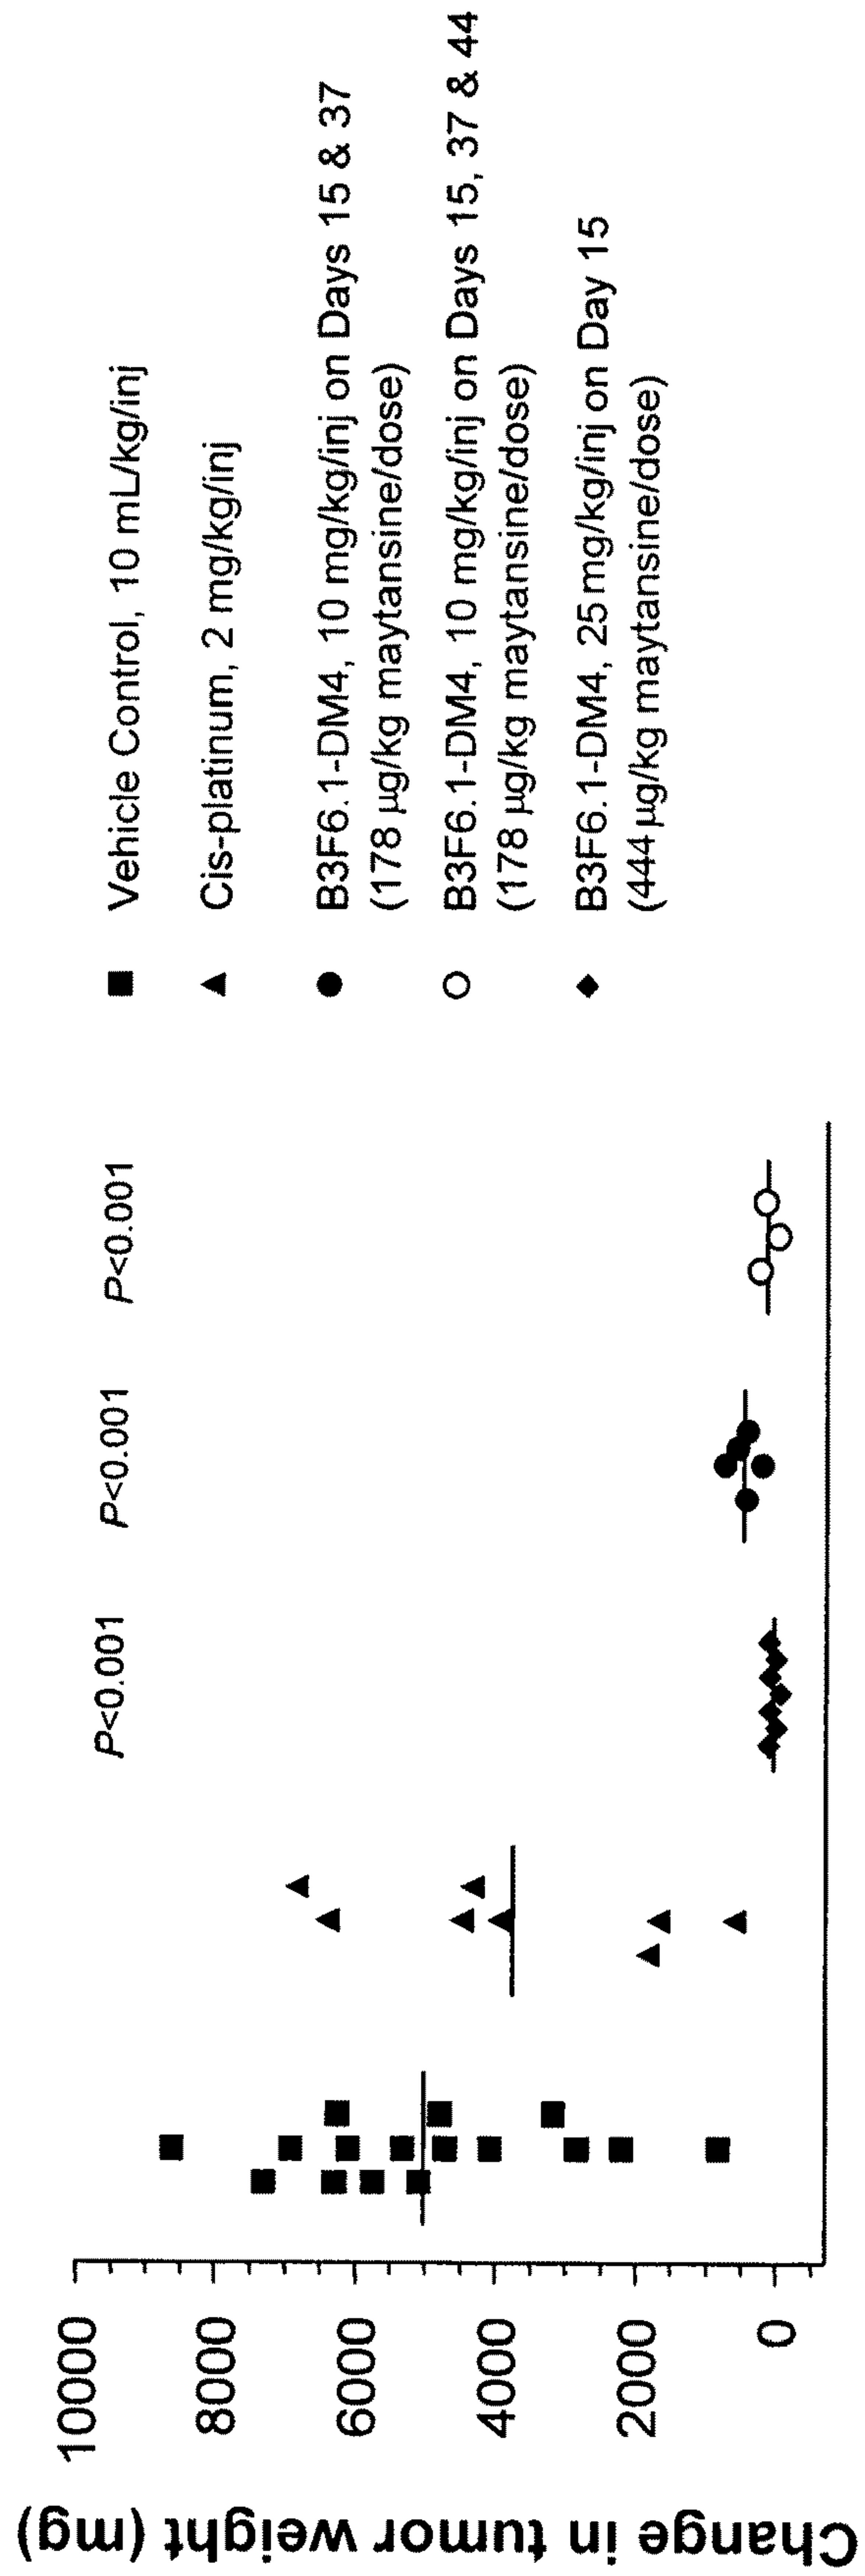 Change in tumor weight (mg)
10000
8000
6000
4000
2000
0
P<0.001
P<0.001
P<0.001
Vehicle Control, 10 mL/kg/inj
Cis-platinum, 2 mg/kg/inj
B3F6.1-DM4, 10 mg/kg/inj on Days 15 & 37
(178 µg/kg maytansine/dose)
B3F6.1-DM4, 10 mg/kg/inj on Days 15, 37 & 44
(178 µg/kg maytansine/dose)
B3F6.1-DM4, 25 mg/kg/inj on Day 15
(444 µg/kg maytansine/dose)